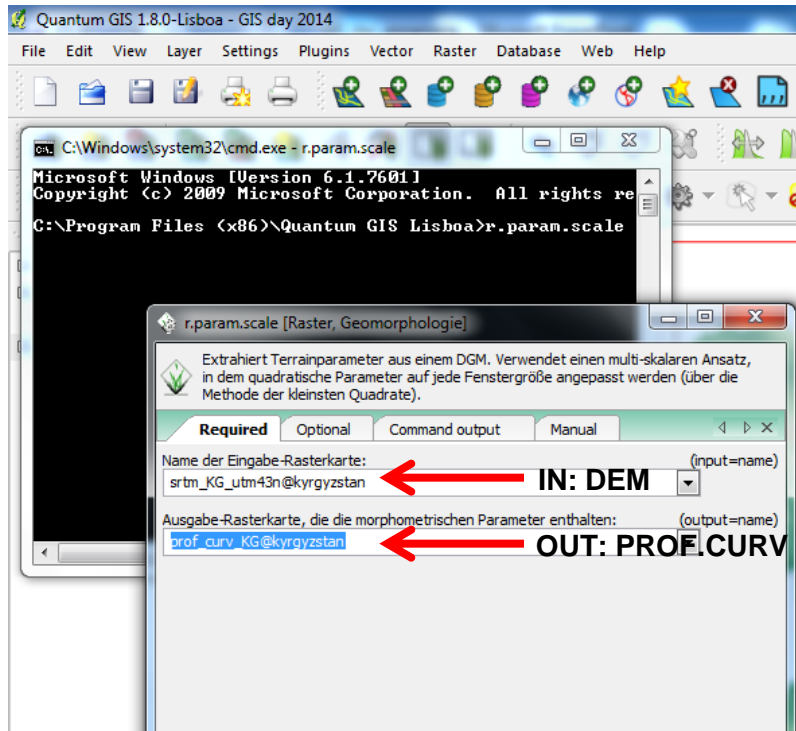 Quantum GIS 1.8.0-Lisboa - GIS day 2014
File Edit View Layer Settings Plugins Vector Raster Database Web Help
C:\Windows\system32\cmd.exe - r.param.scale
Microsoft Windows [Version 6.1.7601]
Copyright (c) 2009 Microsoft Corporation. All rights re
C:\Program Files (x86)\Quantum GIS Lisboa>r.param.scale
r.param.scale [Raster, Geomorphologie]
Extrahiert Terrainparameter aus einem DGM. Verwendet einen multi-skalaren Ansatz,
in dem quadratische Parameter auf jede Fenstergröße angepasst werden (über die
Methode der kleinsten Quadrate).
Required Optional Command output Manual
Name der Eingabe-Rasterkarte: (input=name)
srtm_KG_utm43n@kyrgyzstan IN: DEM
Ausgabe-Rasterkarte, die die morphometrischen Parameter enthalten: (output=name)
prof_curv_KG@kyrgyzstan OUT: PROF.CURV